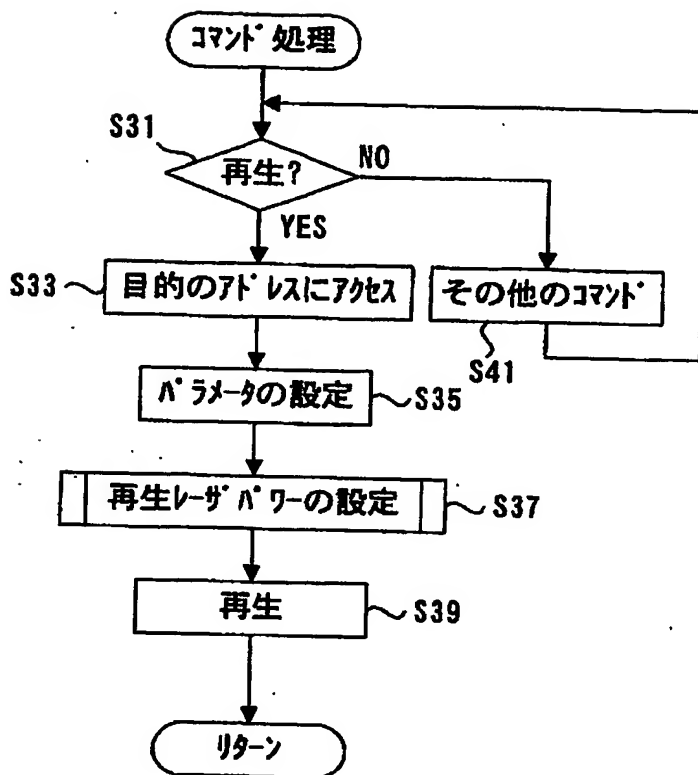 コマンド処理
S31
再生?
NO
YES
S33
目的のアドレスにアクセス
その他のコマンド
S41
パラメータの設定
S35
再生レーザパワーの設定
S37
再生
S39
リターン